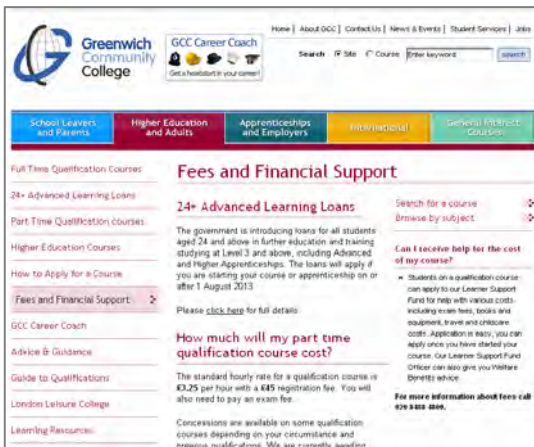 Home | About GCC | Contact Us | News & Events | Student Services | Jobs
Greenwich
Community
College
GCC Career Coach
Get a headstart in your career!
Search Site Course Enter keyword search
School Leavers
and Parents
Higher Education
and Adults
Apprenticeships
and Employers
International
General Interest
Courses
Full Time Qualification Courses
24+ Advanced Learning Loans
Part Time Qualification courses
Higher Education Courses
How to Apply for a Course
Fees and Financial Support
GCC Career Coach
Advice & Guidance
Guide to Qualifications
London Leisure College
Learning Resources
Fees and Financial Support
24+ Advanced Learning Loans
The government is introducing loans for all students
aged 24 and above in further education and training
studying at Level 3 and above, including Advanced
and Higher Apprenticeships. The loans will apply if
you are starting your course or apprenticeship on or
after 1 August 2013.
Please click here for full details
How much will my part time
qualification course cost?
The standard hourly rate for a qualification course is
£3.25 per hour with a £45 registration fee. You will
also need to pay an exam fee.
Concessions are available on some qualification
courses depending on your circumstance and
previous qualifications. We are currently awaiting
Search for a course
Browse by subject
Can I receive help for the cost
of my course?
Students on a qualification course
can apply to our Learner Support
Fund for help with various costs
including exam fees, books and
equipment, travel and childcare
costs. Application is easy, you can
apply once you have started your
course. Our Learner Support Fund
Officer can also give you Welfare
Benefits advice.
For more information about fees call